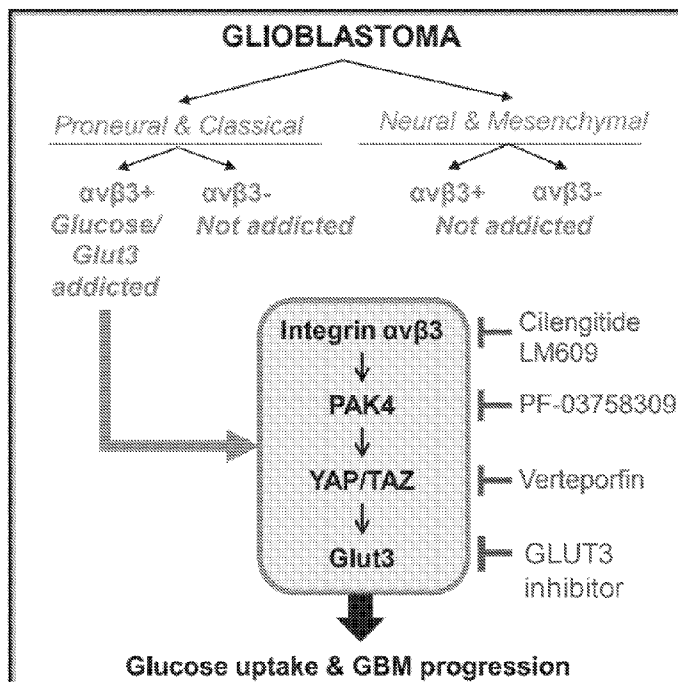 GLIOBLASTOMA
Proneural & Classical
Neural & Mesenchymal
αvβ3+ αvβ3-
Glucose/ Not addicted
Glut3
addicted
αvβ3+ αvβ3-
Not addicted
Integrin αvβ3
Cilengitide
LM609
PAK4
PF-03758309
YAP/TAZ
Verteporfin
Glut3
GLUT3
inhibitor
Glucose uptake & GBM progression